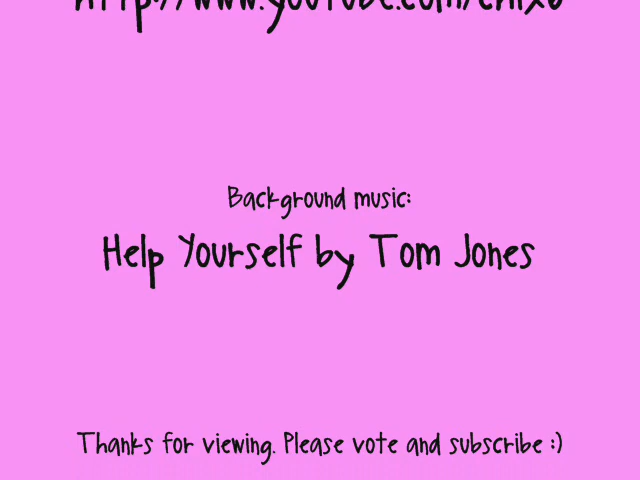 Background music:
Help Yourself by Tom Jones
Thanks for viewing. Please vote and subscribe :)